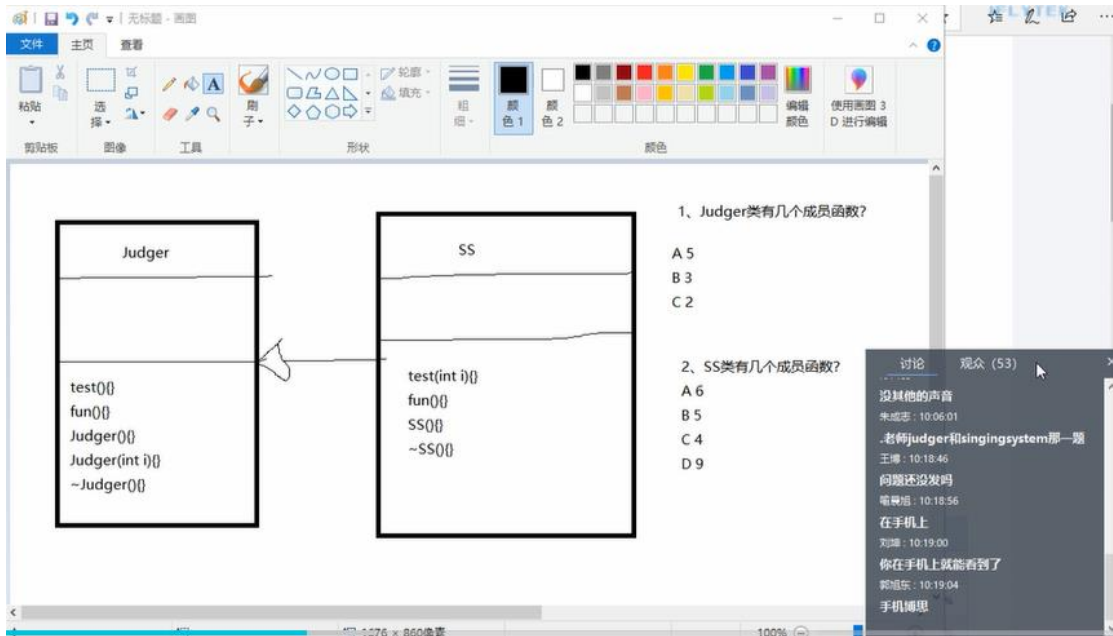 无标题 - 画图
文件 主页 查看
粘贴
选择
刷子
轮廓
填充
粗细
颜色 1
颜色 2
编辑颜色
使用画图 3D 进行编辑
剪贴板 图像 工具 形状 颜色
Judger
test(){}
fun(){}
Judger(){}
Judger(int i){}
~Judger(){}
SS
test(int i){}
fun(){}
SS(){}
~SS(){}
1、Judger类有几个成员函数?
A 5
B 3
C 2
2、SS类有几个成员函数?
A 6
B 5
C 4
D 9
讨论 观众 (53)
没其他的声音
朱成志 : 10:06:01
.老师judger和singingsystem那一题
王博 : 10:18:46
问题还没发吗
: 10:18:56
在手机上
刘坤 : 10:19:00
你在手机上就能看到了
郭旭东 : 10:19:04
手机博思
1676 × 860像素
100%